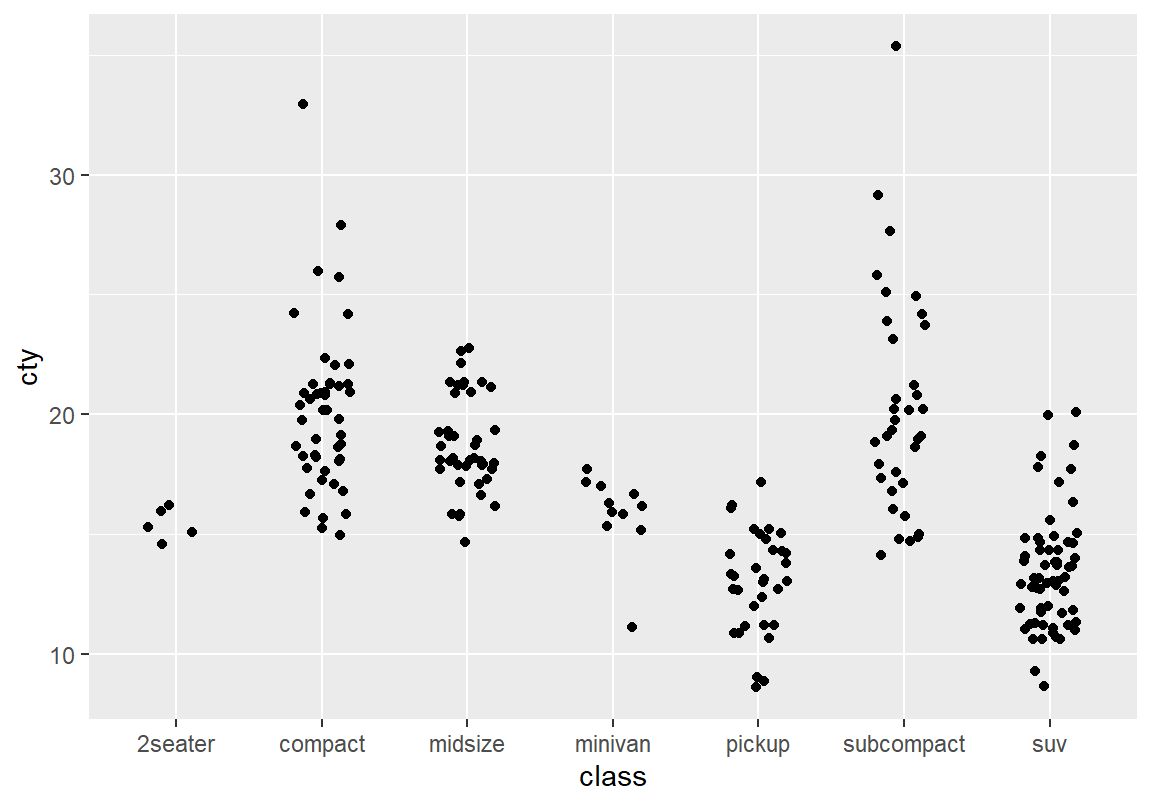 cty
30
20
10
2seater compact midsize minivan pickup subcompact suv
class